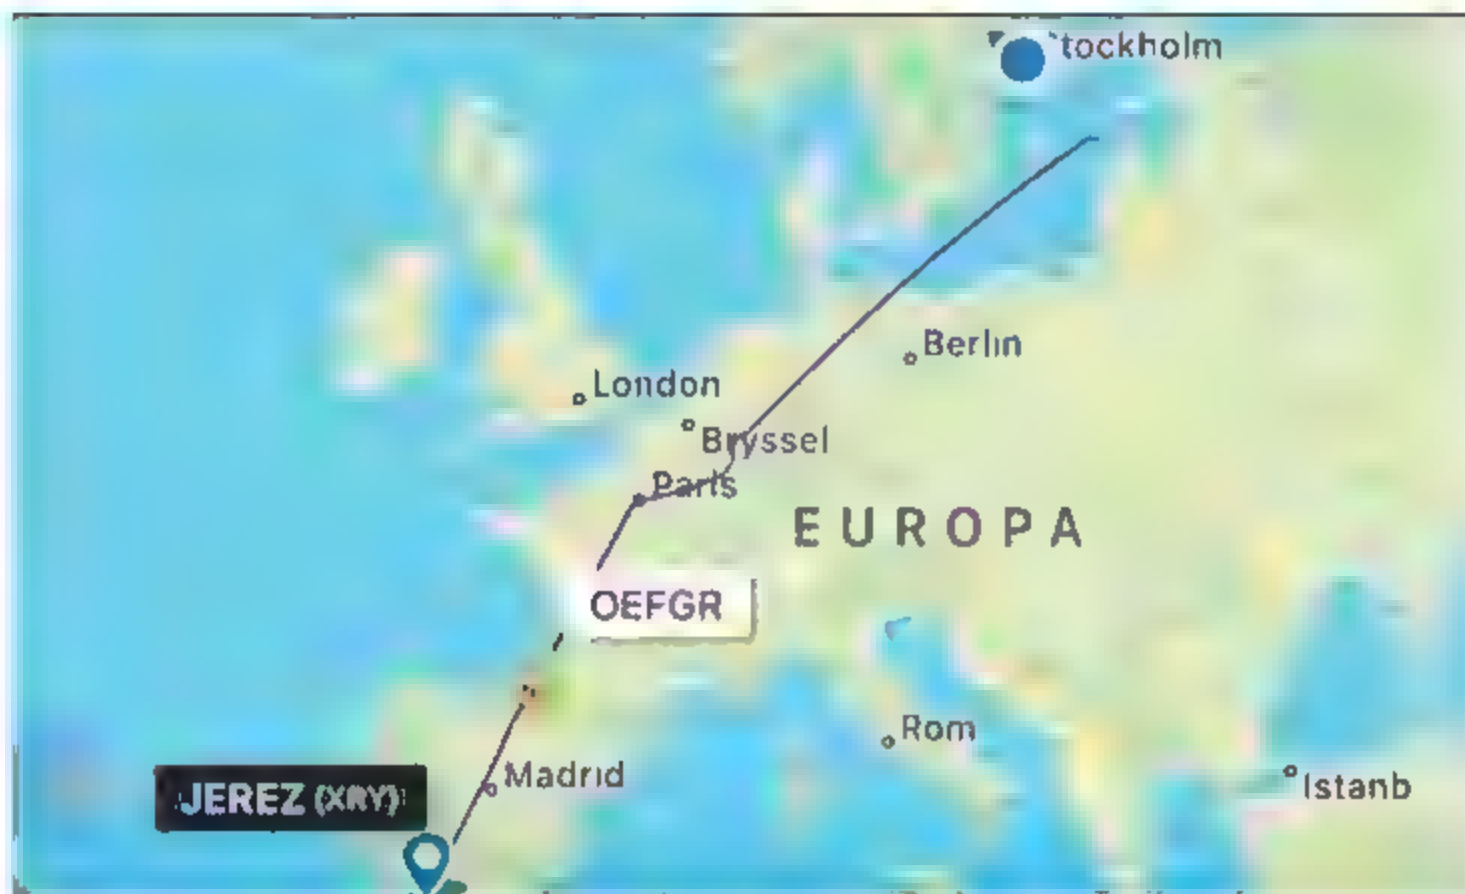 tockholm
Berlin
London
Bryssel
Paris
EUROPA
OEFGR
Rom
Madrid
JEREZ (XRY)
Istanb